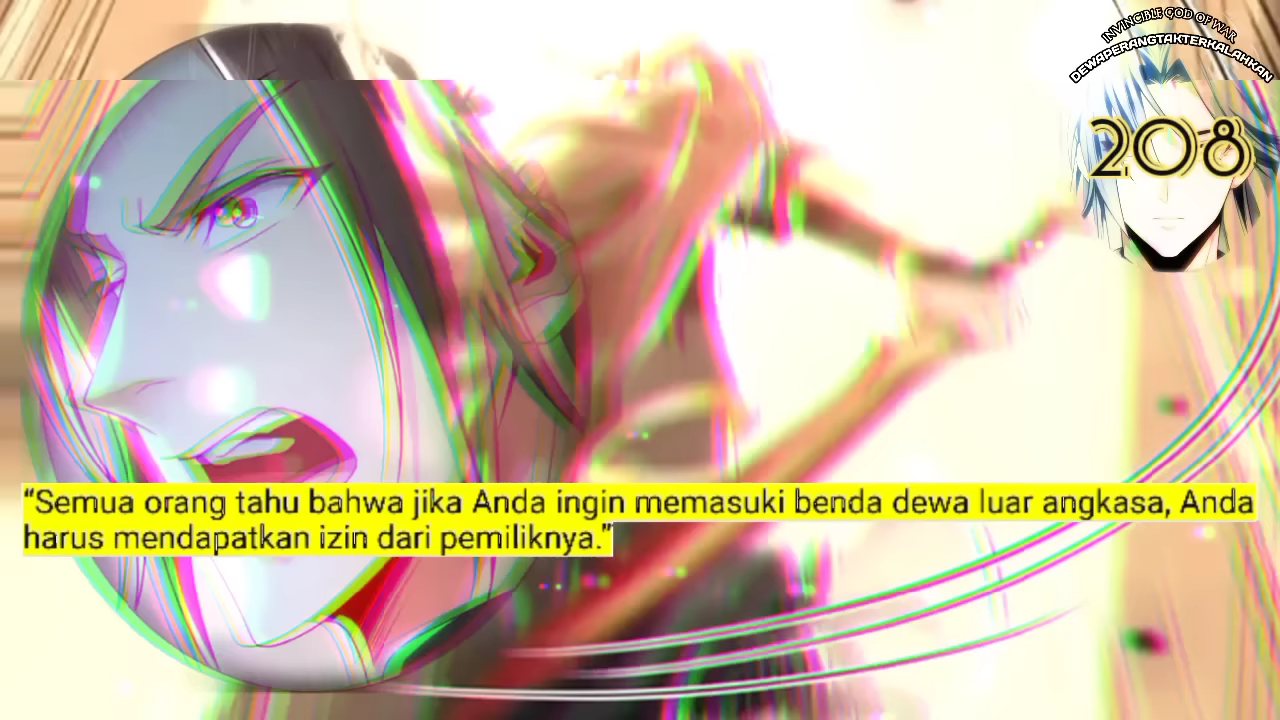 INVINCIBLE GOD OF WAR
DEWAPERANGTAKTERKALAHKAN
208
“Semua orang tahu bahwa jika Anda ingin memasuki benda dewa luar angkasa, Anda
harus mendapatkan izin dari pemiliknya.”